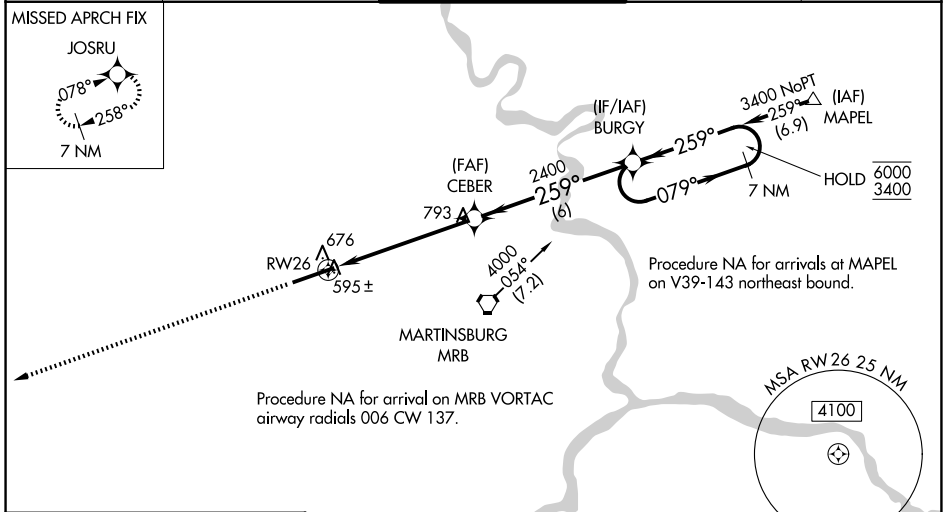 MISSED APRCH FIX
JOSRU
078°
258°
7 NM
3400 NoPT
259°
(6.9)
(IAF)
MAPEL
(IF/IAF)
BURGY
259°
079°
7 NM
HOLD
6000
3400
(FAF)
CEBER
2400
259°
(6)
793
676
RW26
595 ±
4000
054°
(7.2)
MARTINSBURG
MRB
Procedure NA for arrivals at MAPEL
on V39-143 northeast bound.
Procedure NA for arrival on MRB VORTAC
airway radials 006 CW 137.
MSA RW26 25 NM
4100